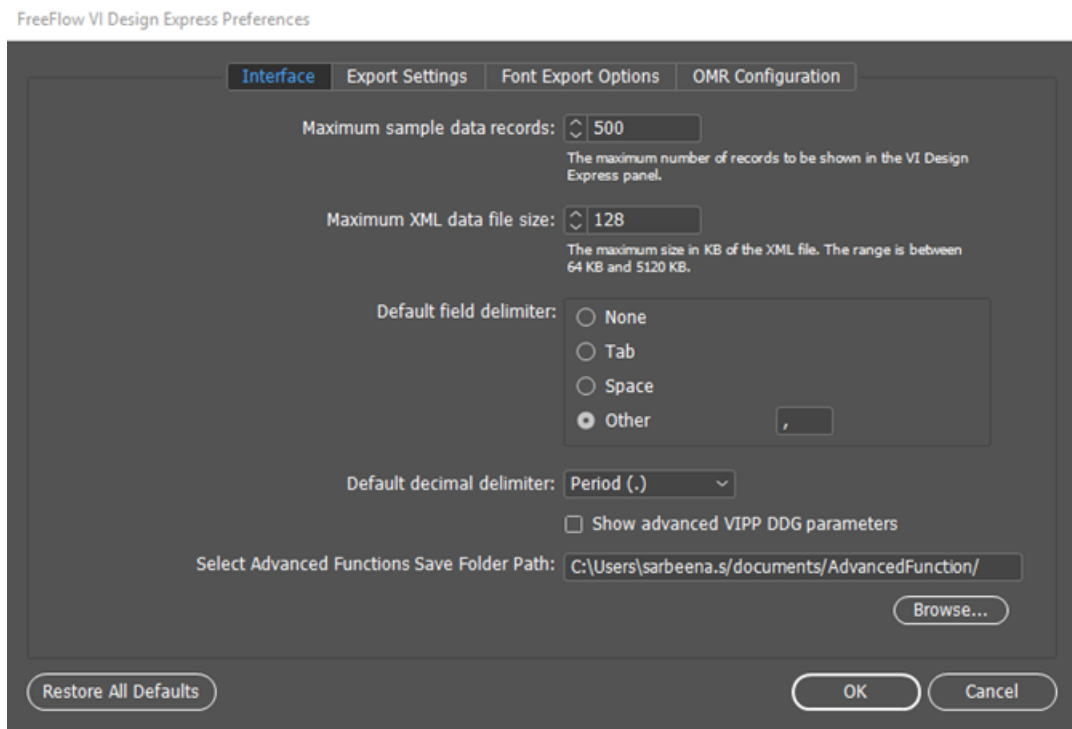 FreeFlow VI Design Express Preferences
Interface Export Settings Font Export Options OMR Configuration
Maximum sample data records: 500
The maximum number of records to be shown in the VI Design
Express panel.
Maximum XML data file size: 128
The maximum size in KB of the XML file. The range is between
64 KB and 5120 KB.
Default field delimiter:
None
Tab
Space
Other ,
Default decimal delimiter: Period (.)
Show advanced VIPP DDG parameters
Select Advanced Functions Save Folder Path: C:\Users\sarbeena.s/documents/AdvancedFunction/
Browse...
Restore All Defaults OK Cancel